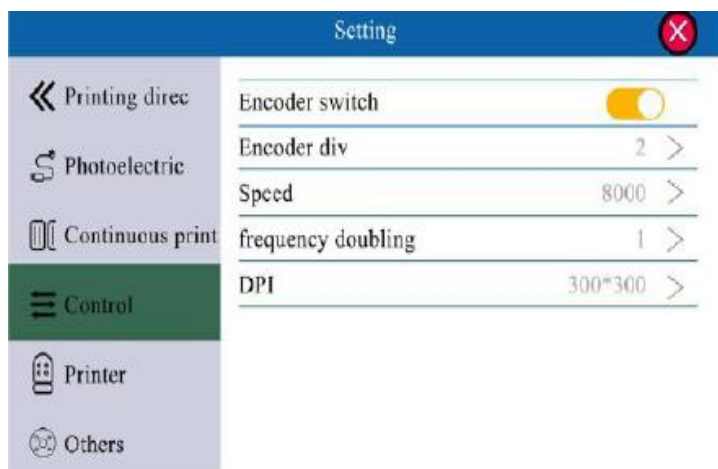 Setting
Printing direc
Photoelectric
Continuous print
Control
Printer
Others
Encoder switch
Encoder div 2
Speed 8000
frequency doubling 1
DPI 300*300